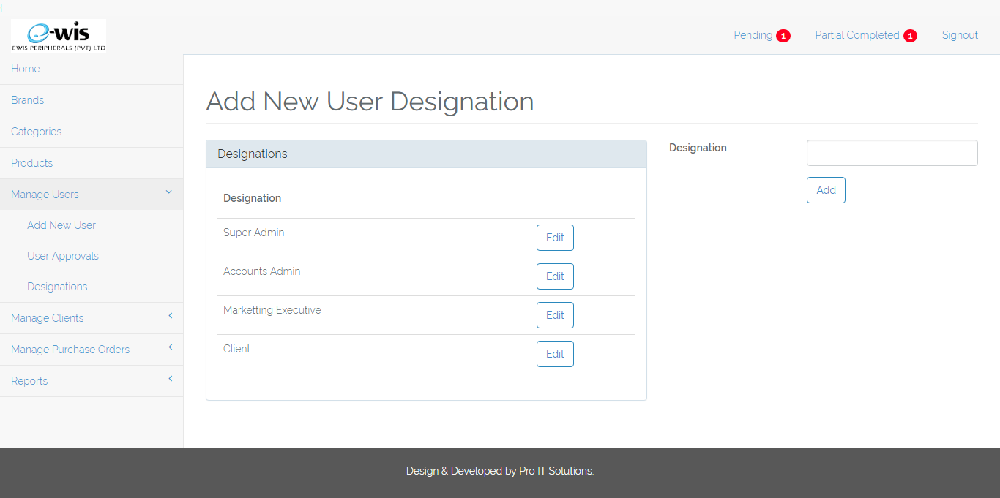 [
e-wis
EWIS PERIPHERALS (PVT) LTD
Pending 1
Partial Completed 1
Signout
Home
Brands
Categories
Products
Manage Users
Add New User
User Approvals
Designations
Manage Clients
Manage Purchase Orders
Reports
Add New User Designation
Designations
Designation
Super Admin Edit
Accounts Admin Edit
Marketting Executive Edit
Client Edit
Designation
Add
Design & Developed by Pro IT Solutions.